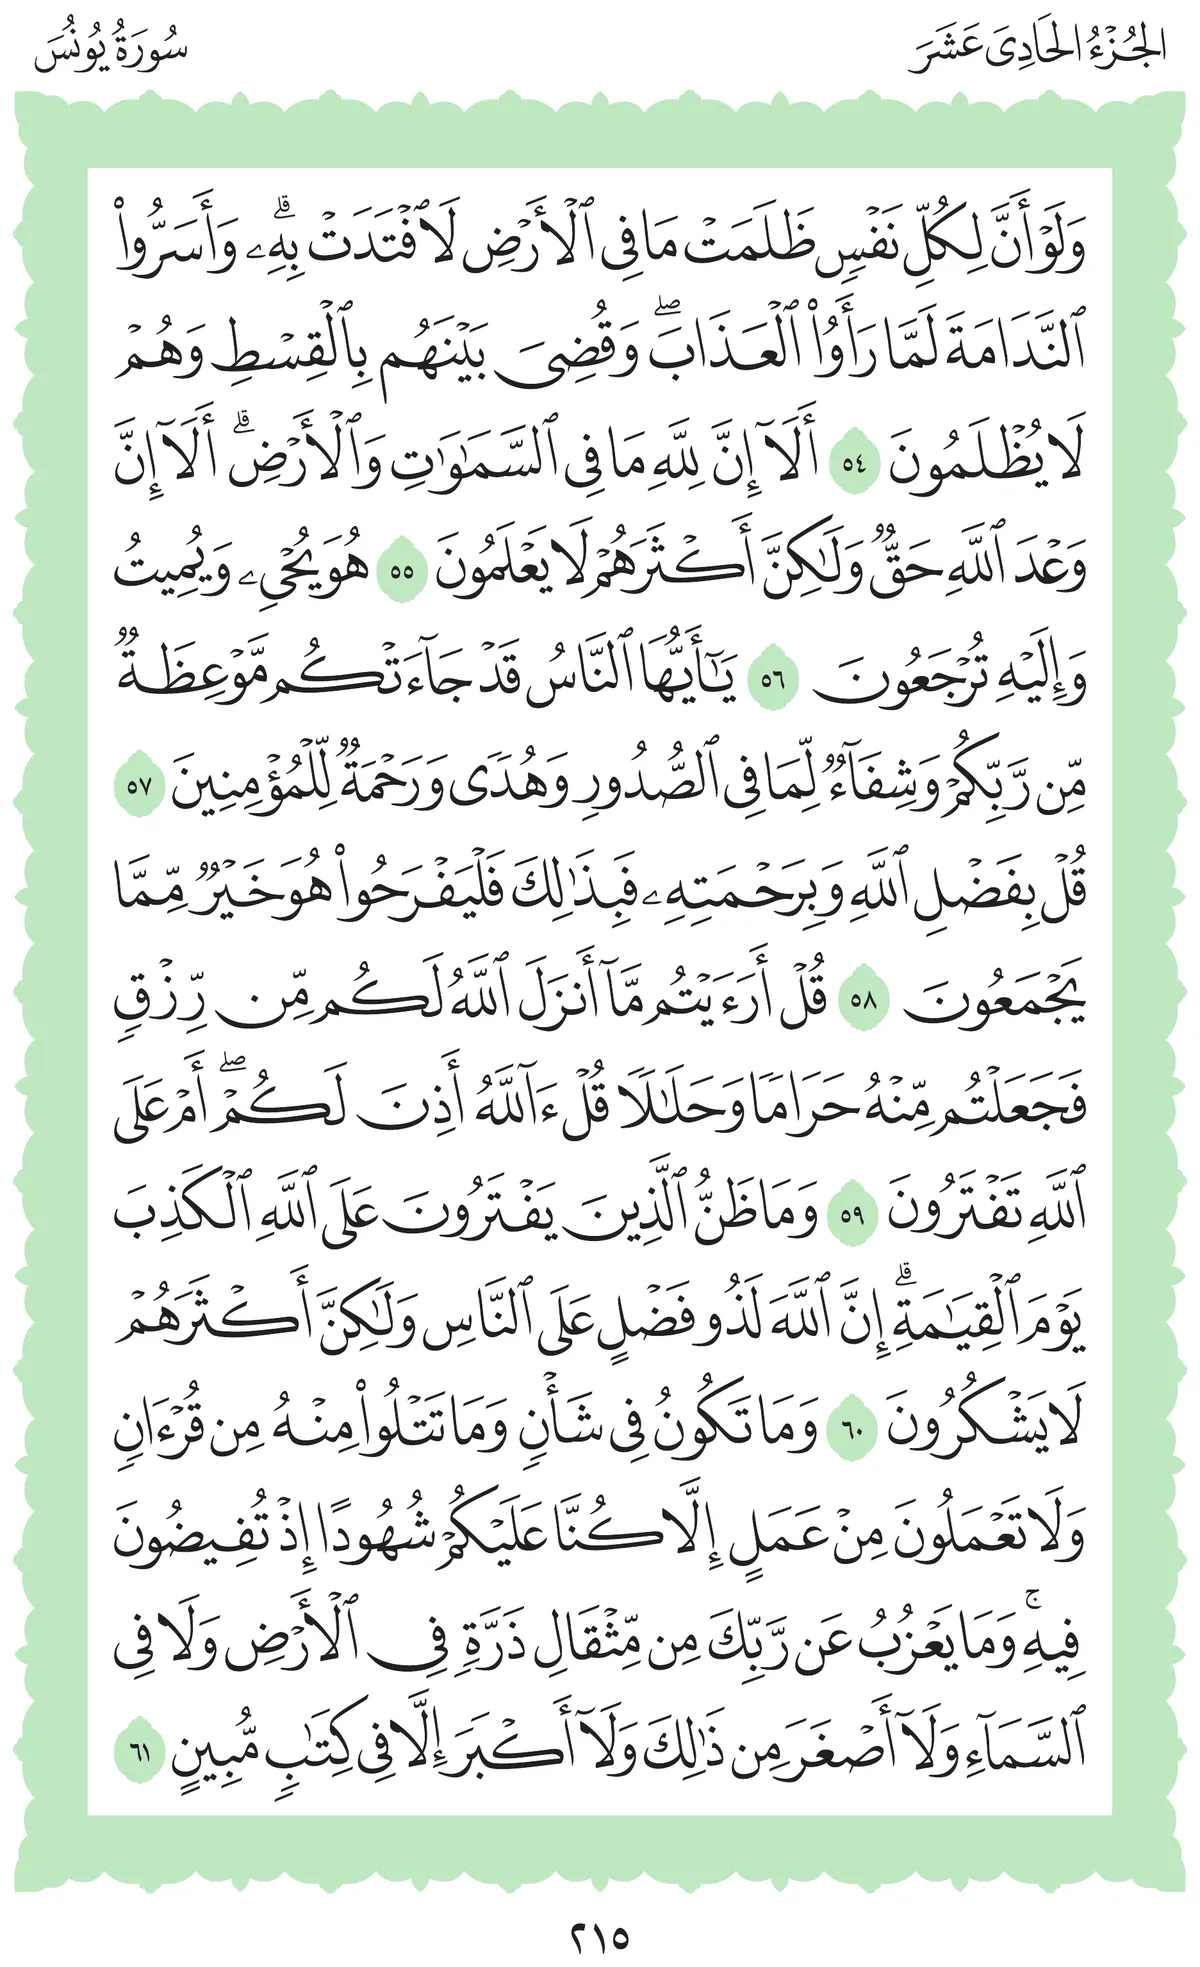 الجُزْءُ الحَادِىَ عَشَرَ
سُورَةُ يُونُسَ
وَلَوْ أَنَّ لِكُلِّ نَفْسٍ ظَلَمَتْ مَا فِى ٱلْأَرْضِ لَٱفْتَدَتْ بِهِۦۗ وَأَسَرُّوا۟
ٱلنَّدَامَةَ لَمَّا رَأَوُا۟ ٱلْعَذَابَۖ وَقُضِىَ بَيْنَهُم بِٱلْقِسْطِ وَهُمْ
لَا يُظْلَمُونَ ٥٤ أَلَآ إِنَّ لِلَّهِ مَا فِى ٱلسَّمَٰوَٰتِ وَٱلْأَرْضِۗ أَلَآ إِنَّ
وَعْدَ ٱللَّهِ حَقٌّ وَلَٰكِنَّ أَكْثَرَهُمْ لَا يَعْلَمُونَ ٥٥ هُوَ يُحْىِۦ وَيُمِيتُ
وَإِلَيْهِ تُرْجَعُونَ ٥٦ يَٰٓأَيُّهَا ٱلنَّاسُ قَدْ جَآءَتْكُم مَّوْعِظَةٌ
مِّن رَّبِّكُمْ وَشِفَآءٌ لِّمَا فِى ٱلصُّدُورِ وَهُدًى وَرَحْمَةٌ لِّلْمُؤْمِنِينَ ٥٧
قُلْ بِفَضْلِ ٱللَّهِ وَبِرَحْمَتِهِۦ فَبِذَٰلِكَ فَلْيَفْرَحُوا۟ هُوَ خَيْرٌ مِّمَّا
يَجْمَعُونَ ٥٨ قُلْ أَرَءَيْتُم مَّآ أَنزَلَ ٱللَّهُ لَكُم مِّن رِّزْقٍ
فَجَعَلْتُم مِّنْهُ حَرَامًا وَحَلَٰلًا قُلْ ءَآللَّهُ أَذِنَ لَكُمْۖ أَمْ عَلَى
ٱللَّهِ تَفْتَرُونَ ٥٩ وَمَا ظَنُّ ٱلَّذِينَ يَفْتَرُونَ عَلَى ٱللَّهِ ٱلْكَذِبَ
يَوْمَ ٱلْقِيَٰمَةِۗ إِنَّ ٱللَّهَ لَذُو فَضْلٍ عَلَى ٱلنَّاسِ وَلَٰكِنَّ أَكْثَرَهُمْ
لَا يَشْكُرُونَ ٦٠ وَمَا تَكُونُ فِى شَأْنٍ وَمَا تَتْلُوا۟ مِنْهُ مِن قُرْءَانٍ
وَلَا تَعْمَلُونَ مِنْ عَمَلٍ إِلَّا كُنَّا عَلَيْكُمْ شُهُودًا إِذْ تُفِيضُونَ
فِيهِۚ وَمَا يَعْزُبُ عَن رَّبِّكَ مِن مِّثْقَالِ ذَرَّةٍ فِى ٱلْأَرْضِ وَلَا فِى
ٱلسَّمَآءِ وَلَآ أَصْغَرَ مِن ذَٰلِكَ وَلَآ أَكْبَرَ إِلَّا فِى كِتَٰبٍ مُّبِينٍ ٦١
٢١٥